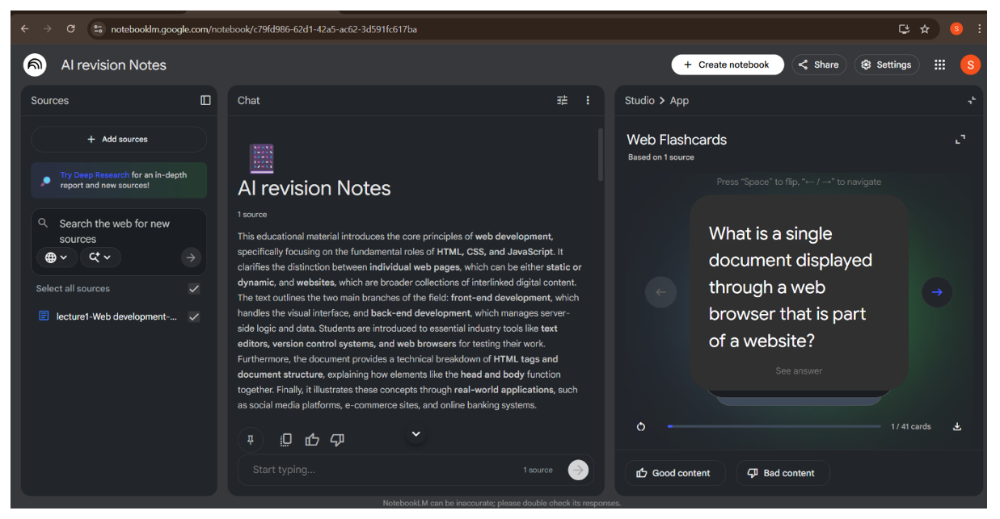 notebooklm.google.com/notebook/c79fd986-62d1-42a5-ac62-3d591fc617ba
S
AI revision Notes
+ Create notebook
Share
Settings
S
Sources
+ Add sources
Try Deep Research for an in-depth
report and new sources!
Search the web for new
sources
Select all sources
lecture1-Web development-...
Chat
AI revision Notes
1 source
This educational material introduces the core principles of web development,
specifically focusing on the fundamental roles of HTML, CSS, and JavaScript. It
clarifies the distinction between individual web pages, which can be either static or
dynamic, and websites, which are broader collections of interlinked digital content.
The text outlines the two main branches of the field: front-end development, which
handles the visual interface, and back-end development, which manages server-
side logic and data. Students are introduced to essential industry tools like text
editors, version control systems, and web browsers for testing their work.
Furthermore, the document provides a technical breakdown of HTML tags and
document structure, explaining how elements like the head and body function
together. Finally, it illustrates these concepts through real-world applications, such
as social media platforms, e-commerce sites, and online banking systems.
Start typing...
1 source
Studio > App
Web Flashcards
Based on 1 source
Press "Space" to flip, "← / →" to navigate
What is a single
document displayed
through a web
browser that is part
of a website?
See answer
1 / 41 cards
Good content
Bad content
NotebookLM can be inaccurate; please double check its responses.